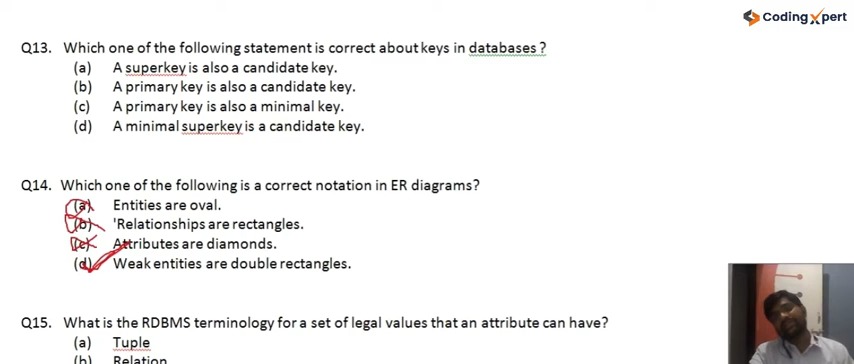 Coding Xpert
Q13. Which one of the following statement is correct about keys in databases ?
(a) A superkey is also a candidate key.
(b) A primary key is also a candidate key.
(c) A primary key is also a minimal key.
(d) A minimal superkey is a candidate key.
Q14. Which one of the following is a correct notation in ER diagrams?
(a) Entities are oval.
(b) 'Relationships are rectangles.
(c) Attributes are diamonds.
(d) Weak entities are double rectangles.
Q15. What is the RDBMS terminology for a set of legal values that an attribute can have?
(a) Tuple
(b) Relation